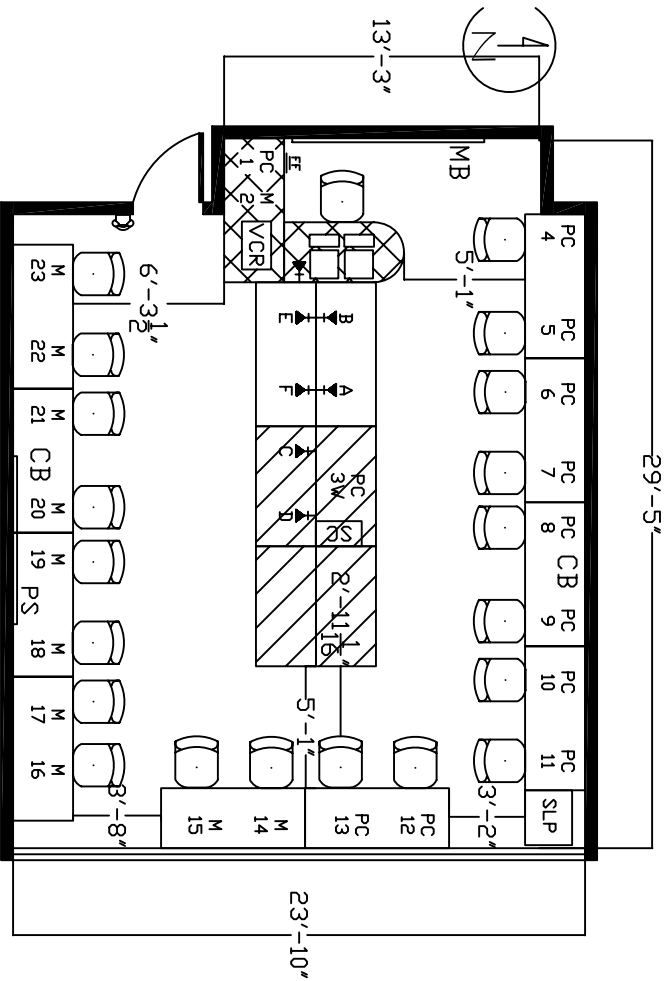 13'-3"
29'-5"
MB
PC
1
M
2
VCR
PC
4
5'-1"
PC
5
PC
6
PC
7
PC
8
CB
PC
9
PC
10
PC
11
SLP
3'-2"
6'-3 1/2"
E
B
F
A
C
D
PC
3W
SC
2'-11 1/16"
5'-1"
M
23
M
22
M
21
CB
M
20
M
19
PS
M
18
M
17
M
16
3'-8"
M
15
M
14
PC
13
PC
12
23'-10"